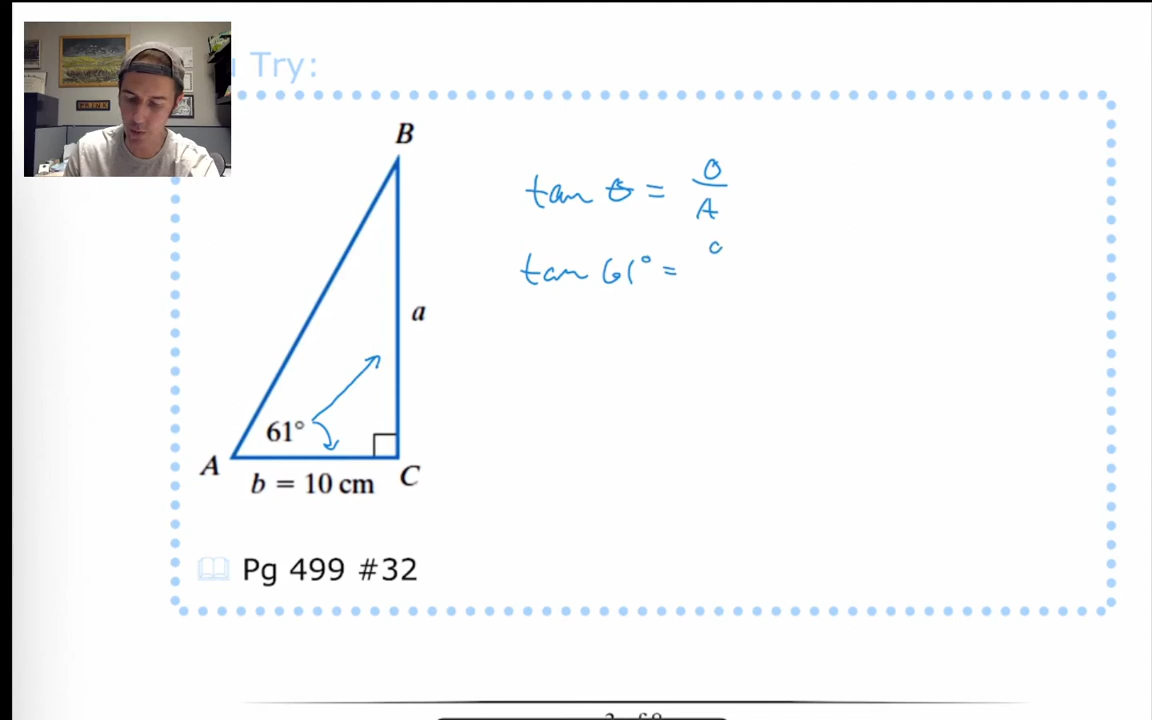 Try:
B
tan θ = O/A
tan 61° =
a
61°
A
b = 10 cm
C
Pg 499 #32